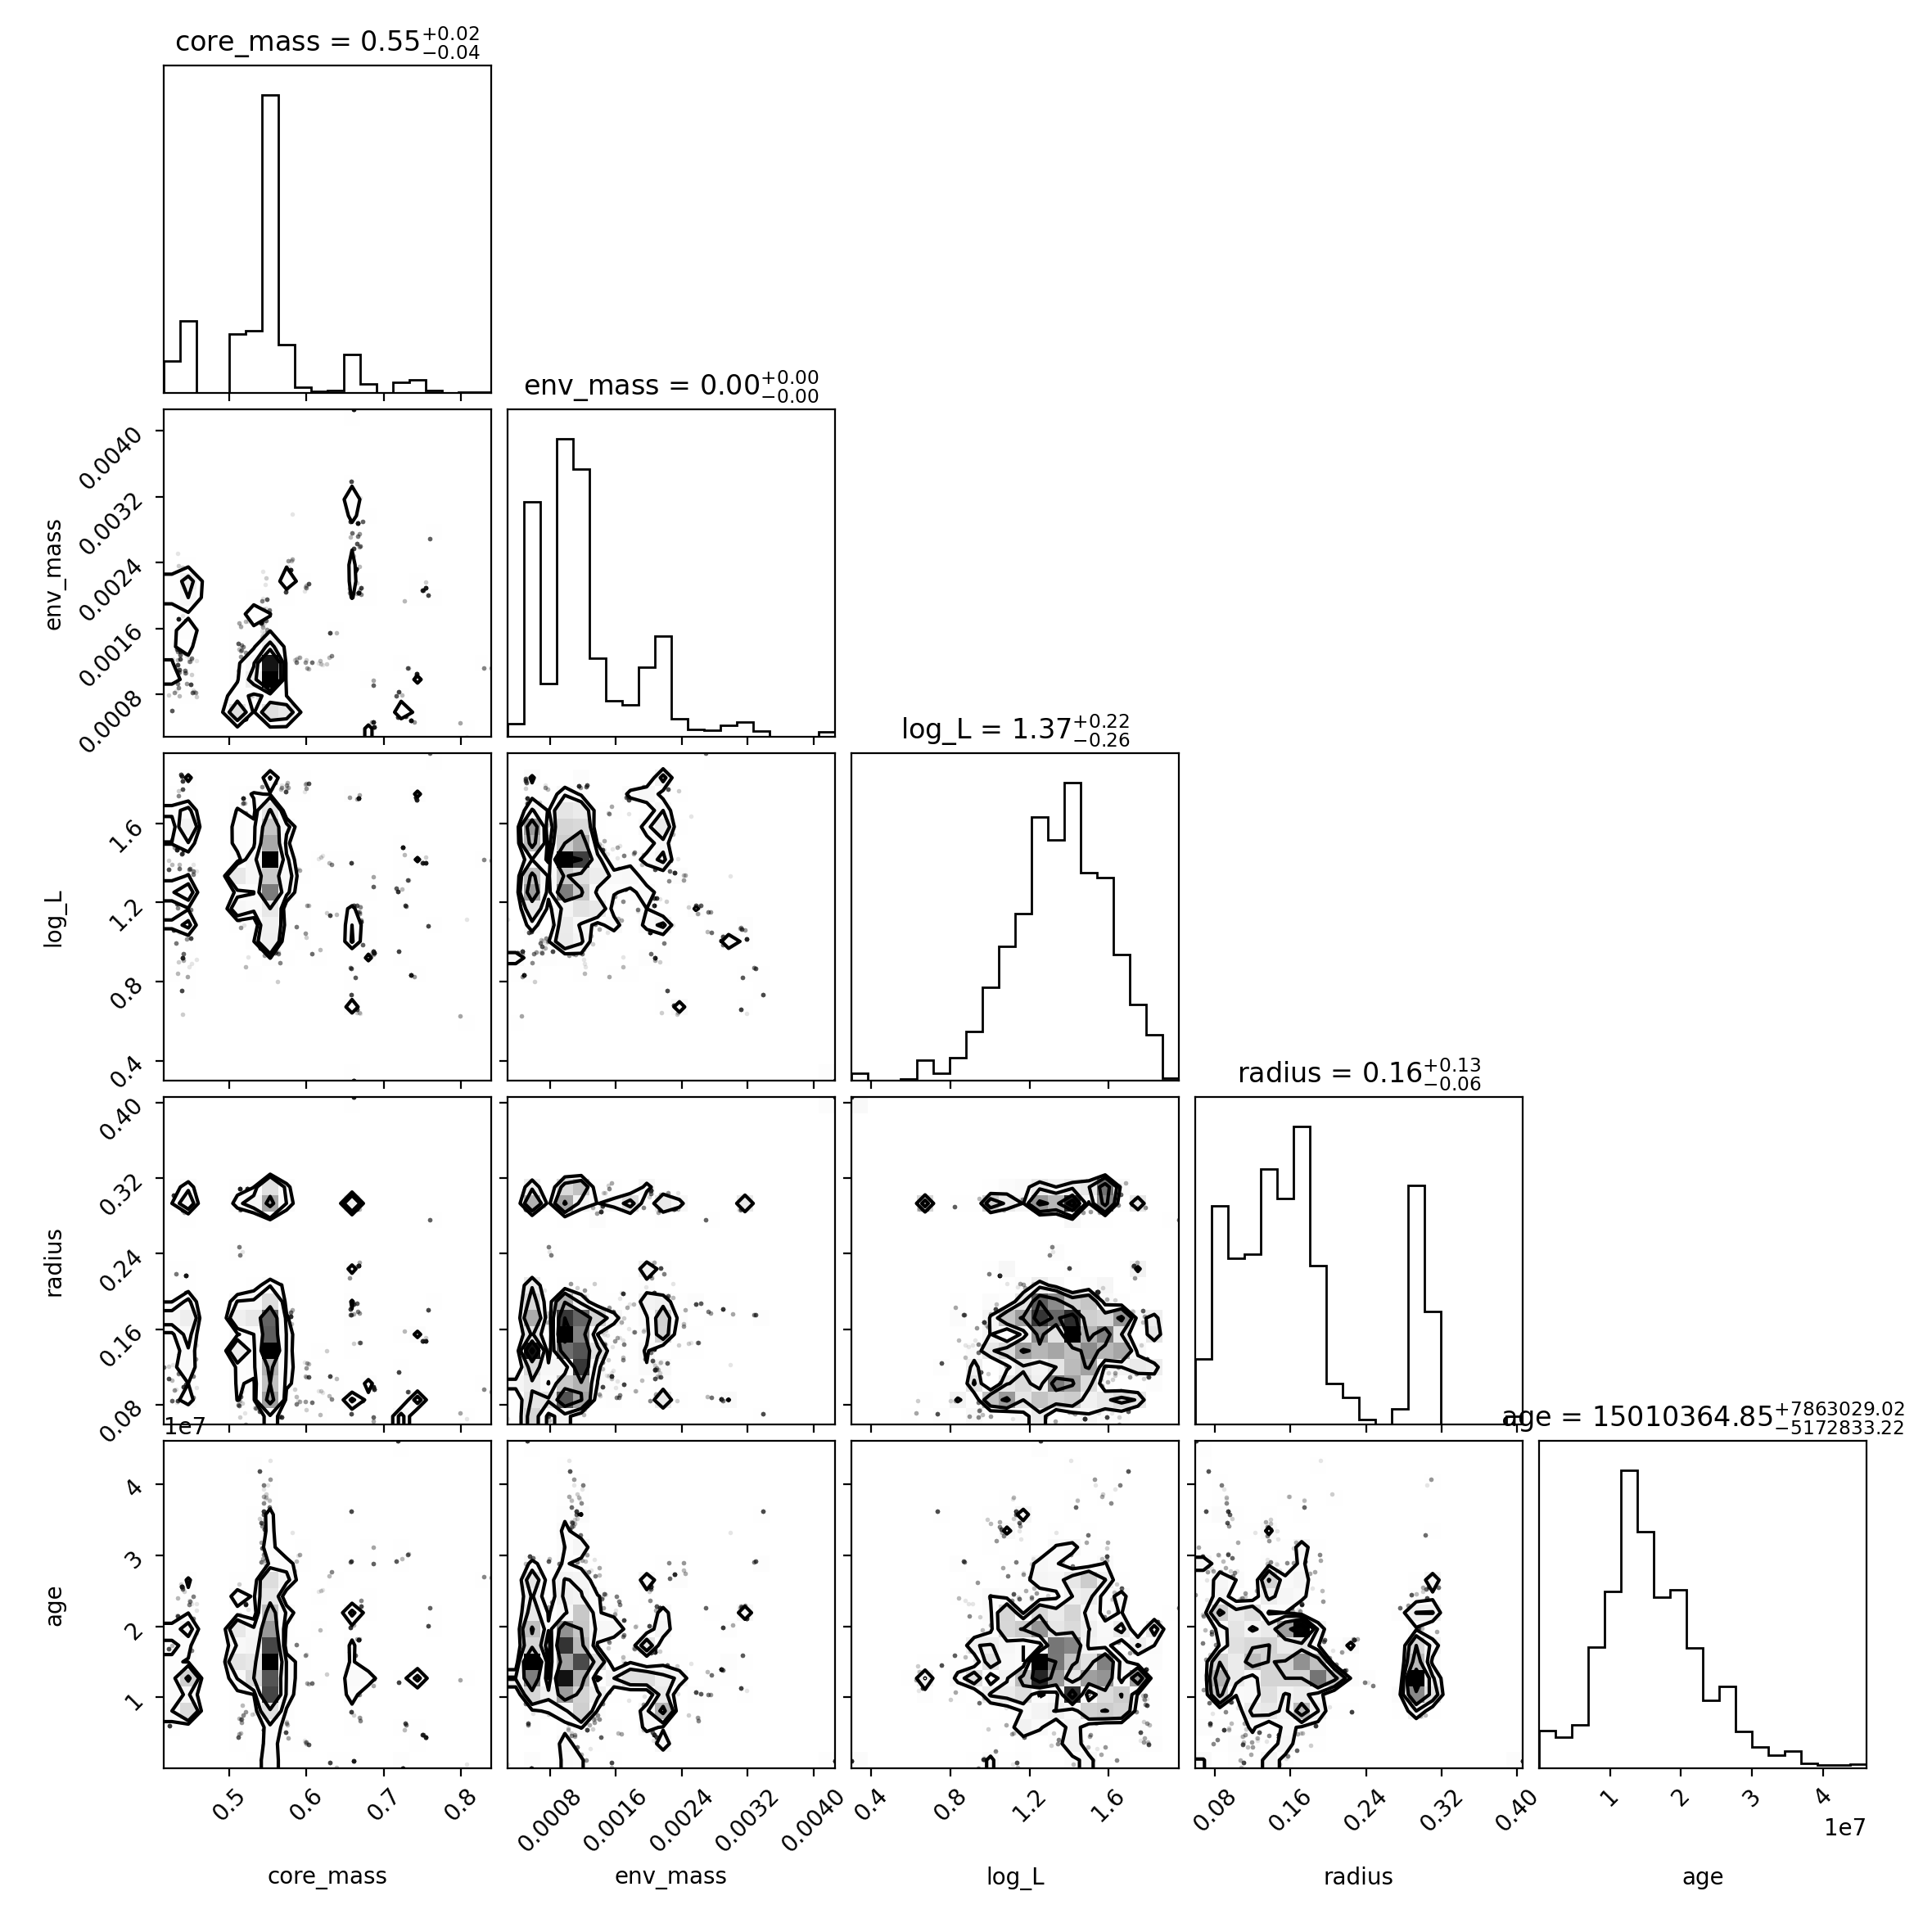 core_mass = 0.55 +0.02 −0.04
env_mass = 0.00 +0.00 −0.00
0.0040
0.0032
0.0024
0.0016
0.0008
env_mass
log_L = 1.37 +0.22 −0.26
1.6
1.2
0.8
0.4
log_L
radius = 0.16 +0.13 −0.06
0.40
0.32
0.24
0.16
0.08
radius
1e7
age = 15010364.85 +7863029.02 −5172833.22
4
3
2
1
age
0.5 0.6 0.7 0.8
0.0008 0.0016 0.0024 0.0032 0.0040
0.4 0.8 1.2 1.6
0.08 0.16 0.24 0.32 0.40
1 2 3 4
1e7
core_mass env_mass log_L radius age